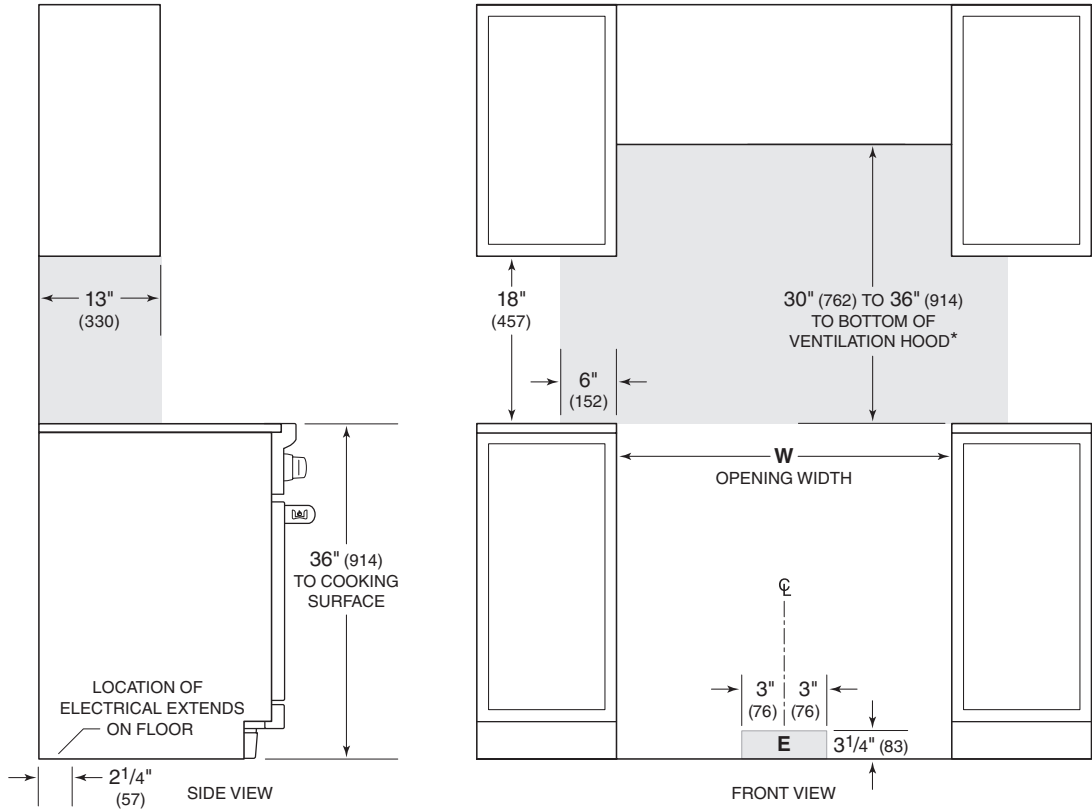 13"
(330)
36" (914)
TO COOKING
SURFACE
LOCATION OF
ELECTRICAL EXTENDS
ON FLOOR
2 1/4"
(57)
SIDE VIEW
18"
(457)
30" (762) TO 36" (914)
TO BOTTOM OF
VENTILATION HOOD*
6"
(152)
W
OPENING WIDTH
℄
3" 3"
(76) (76)
E
3 1/4" (83)
FRONT VIEW